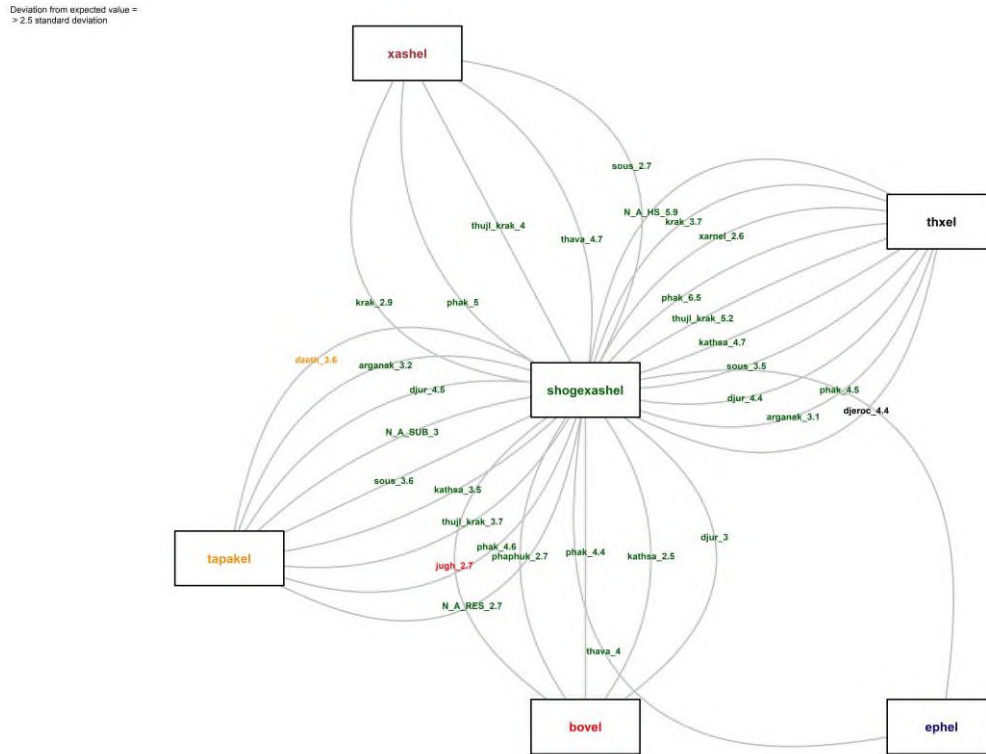 Deviation from expected value =
> 2.5 standard deviation
xashel
sous_2.7
N_A_HS_5.9
krak_3.7
thxel
thujl_krak_4
thava_4.7
xarnel_2.6
krak_2.9
phak_5
phak_6.5
thujl_krak_5.2
kathsa_4.7
dzoth_3.6
arganak_3.2
sous_3.5
djur_4.5
shogexashel
djur_4.4
phak_4.5
arganak_3.1
djeroc_4.4
N_A_SUB_3
sous_3.6
kathsa_3.5
thujl_krak_3.7
djur_3
tapakel
phak_4.6
phaphuk_2.7
phak_4.4
kathsa_2.5
jugh_2.7
N_A_RES_2.7
thava_4
bovel
ephel